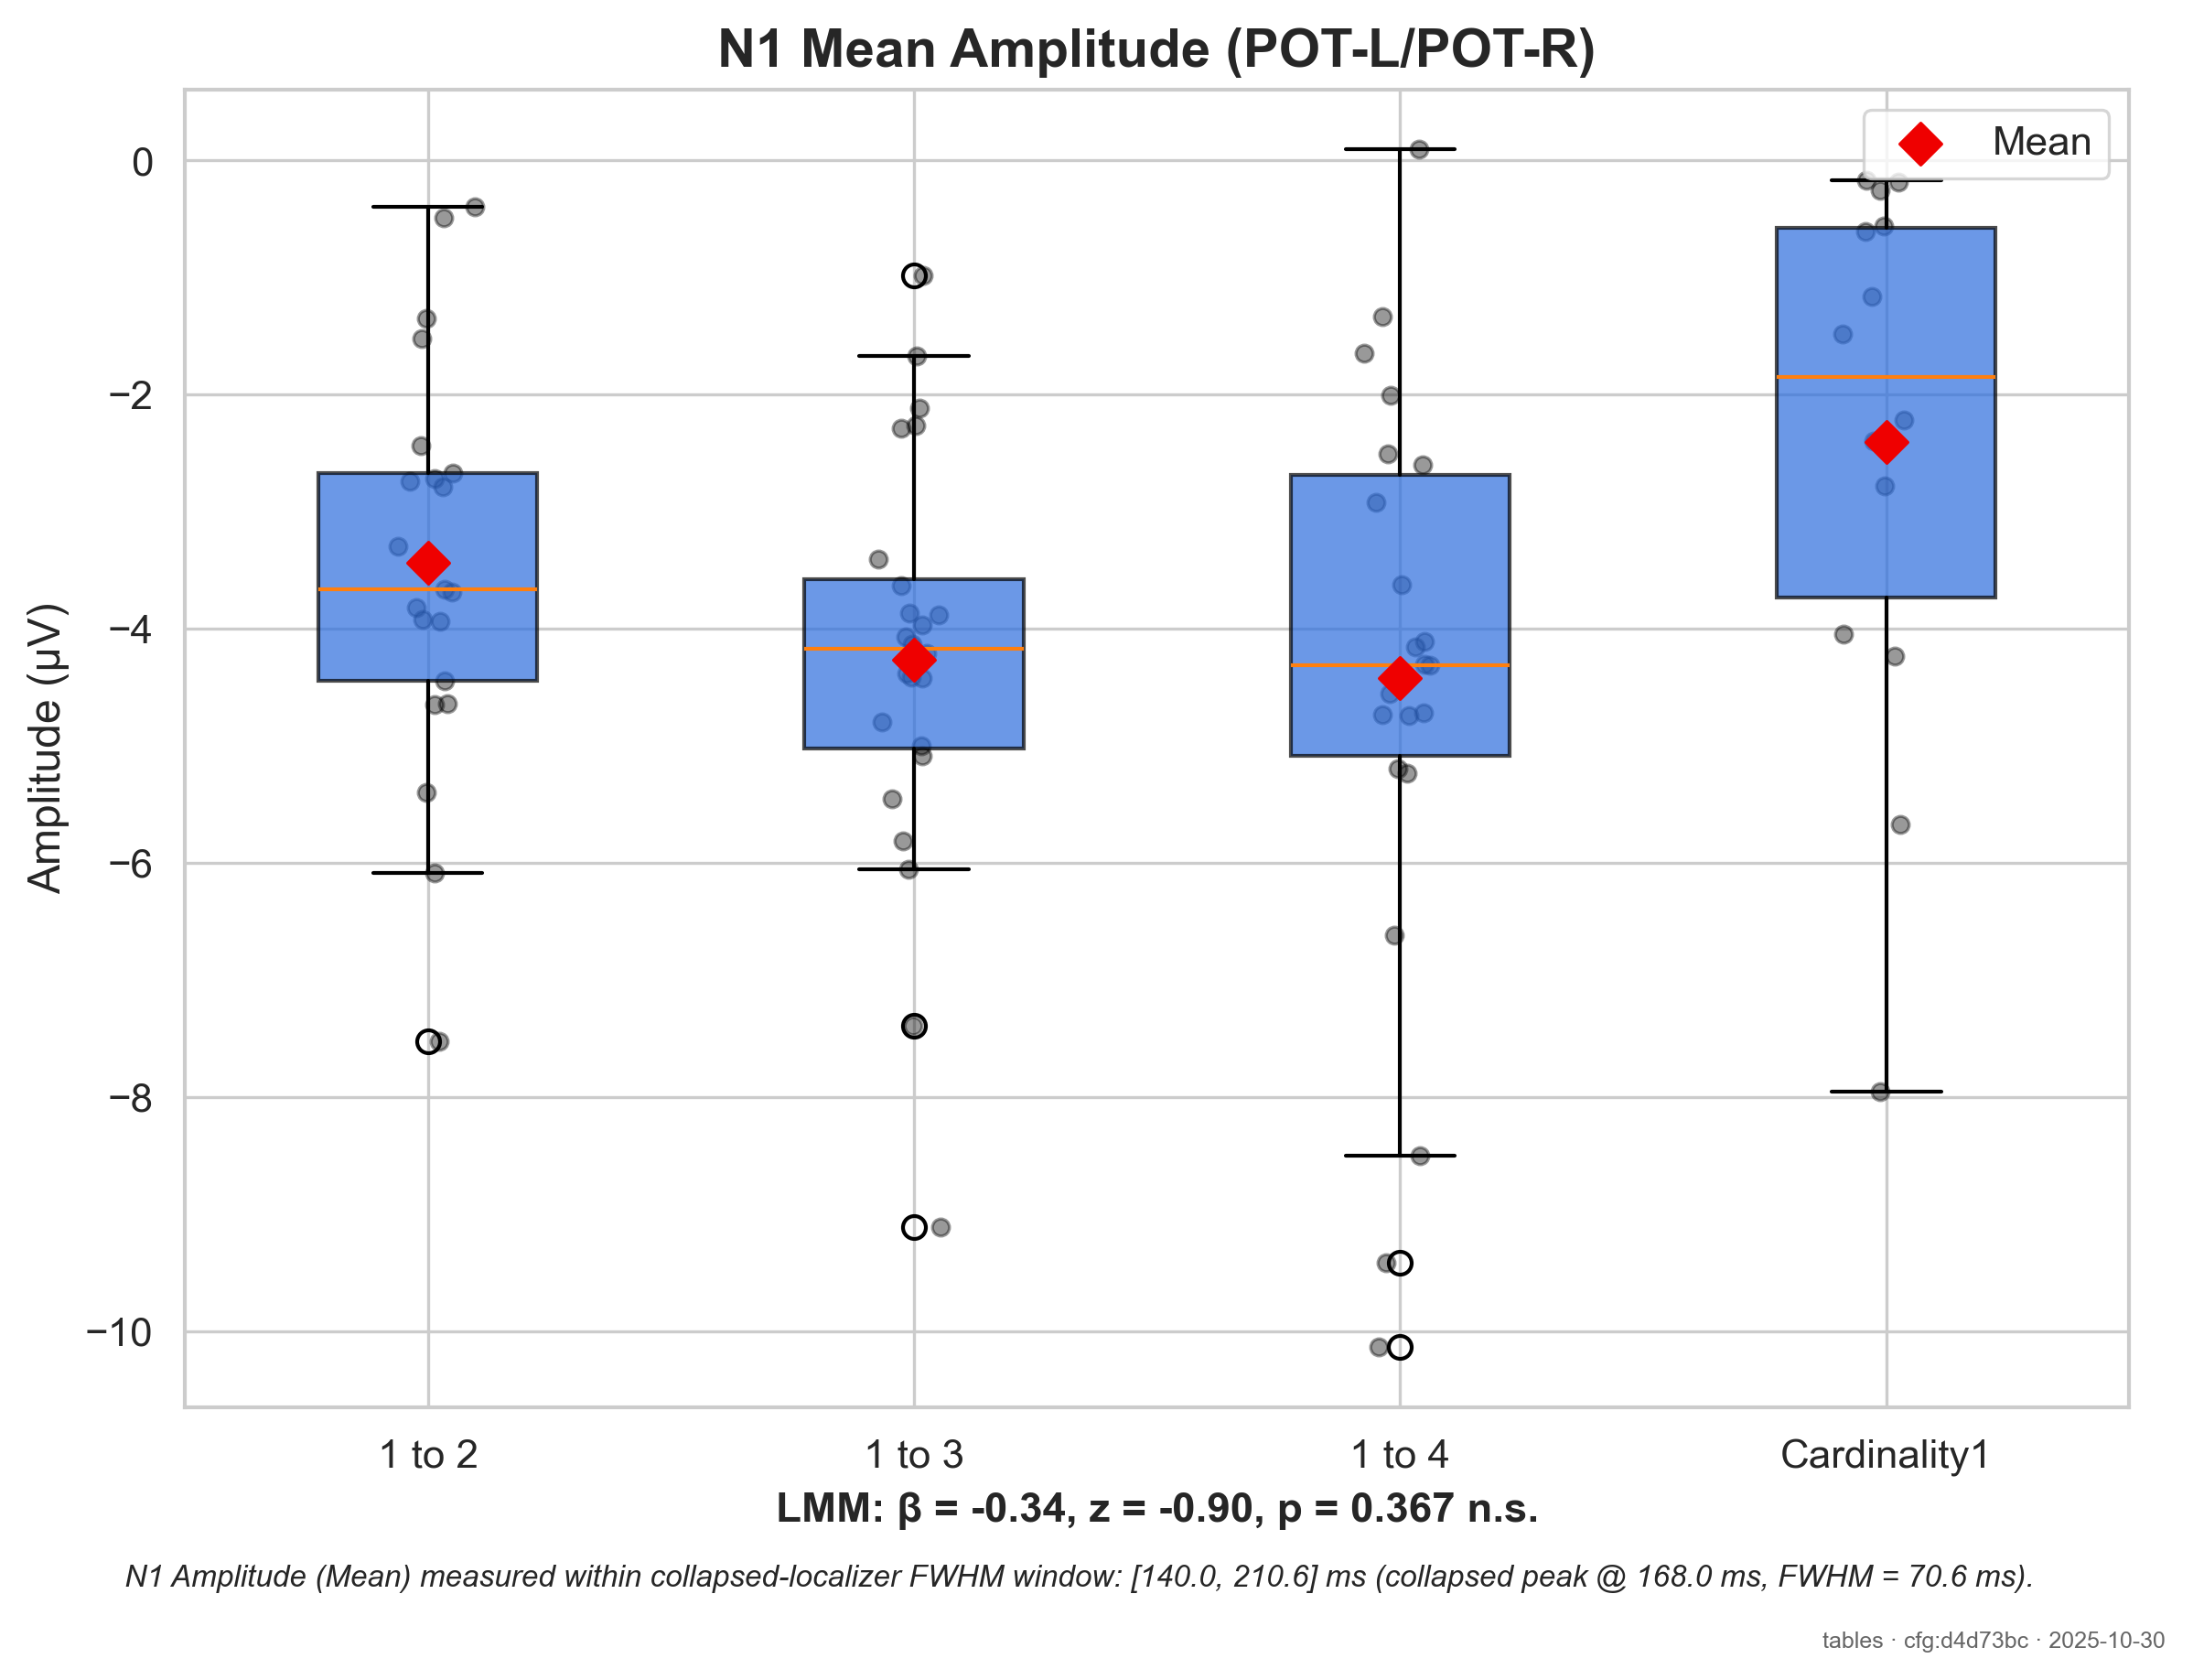 N1 Mean Amplitude (POT-L/POT-R)
Mean
0
−2
−4
−6
−8
−10
Amplitude (µV)
1 to 2
1 to 3
1 to 4
Cardinality1
LMM: β = -0.34, z = -0.90, p = 0.367 n.s.
N1 Amplitude (Mean) measured within collapsed-localizer FWHM window: [140.0, 210.6] ms (collapsed peak @ 168.0 ms, FWHM = 70.6 ms).
tables · cfg:d4d73bc · 2025-10-30